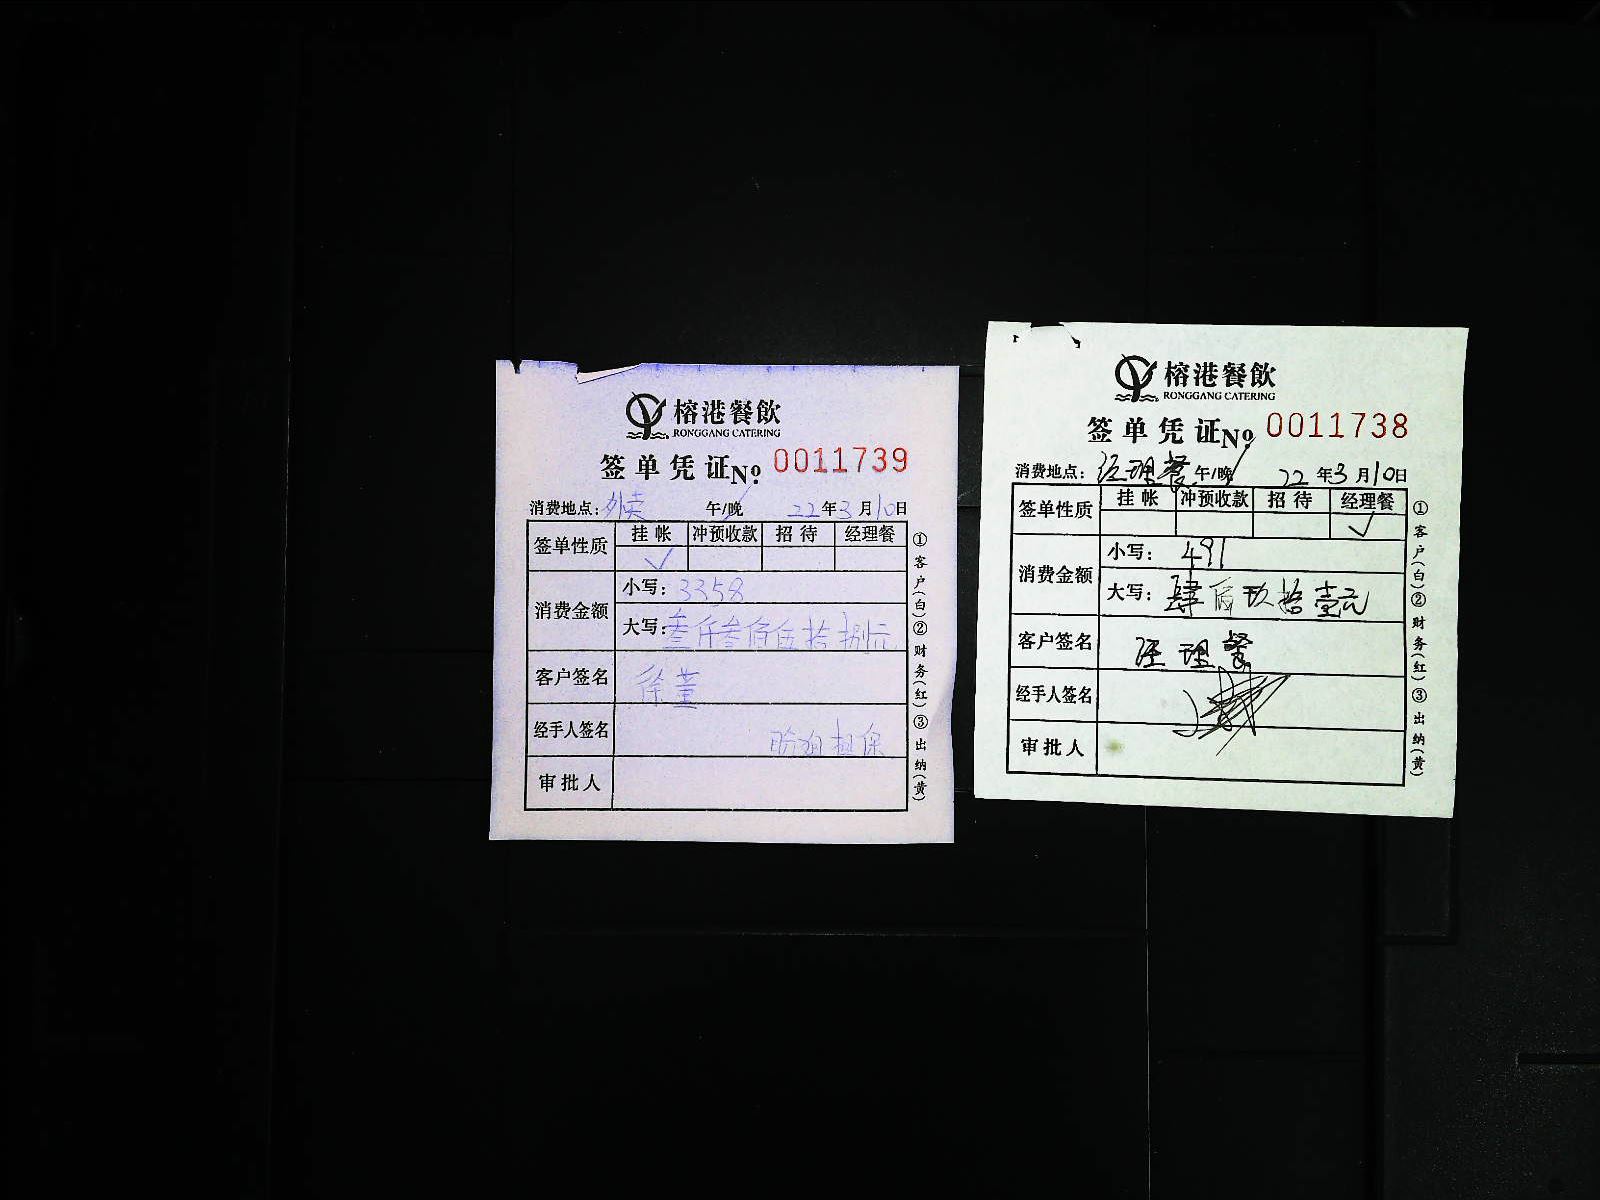 榕港餐飲
RONGGANG CATERING
签单凭证 No. 0011739
消费地点: 外卖 午/晚 22年3月10日
签单性质 挂帐 冲预收款 招待 经理餐
✓
消费金额 小写: 3358
大写: 叁仟叁佰伍拾捌元
客户签名 徐董
经手人签名 担保
审批人
①客户(白)②财务(红)③出纳(黄)
榕港餐飲
RONGGANG CATERING
签单凭证 No. 0011738
消费地点: 经理餐 午/晚 22年3月10日
签单性质 挂帐 冲预收款 招待 经理餐
✓
消费金额 小写: 491
大写: 肆佰玖拾壹元
客户签名 经理餐
经手人签名
审批人
①客户(白)②财务(红)③出纳(黄)